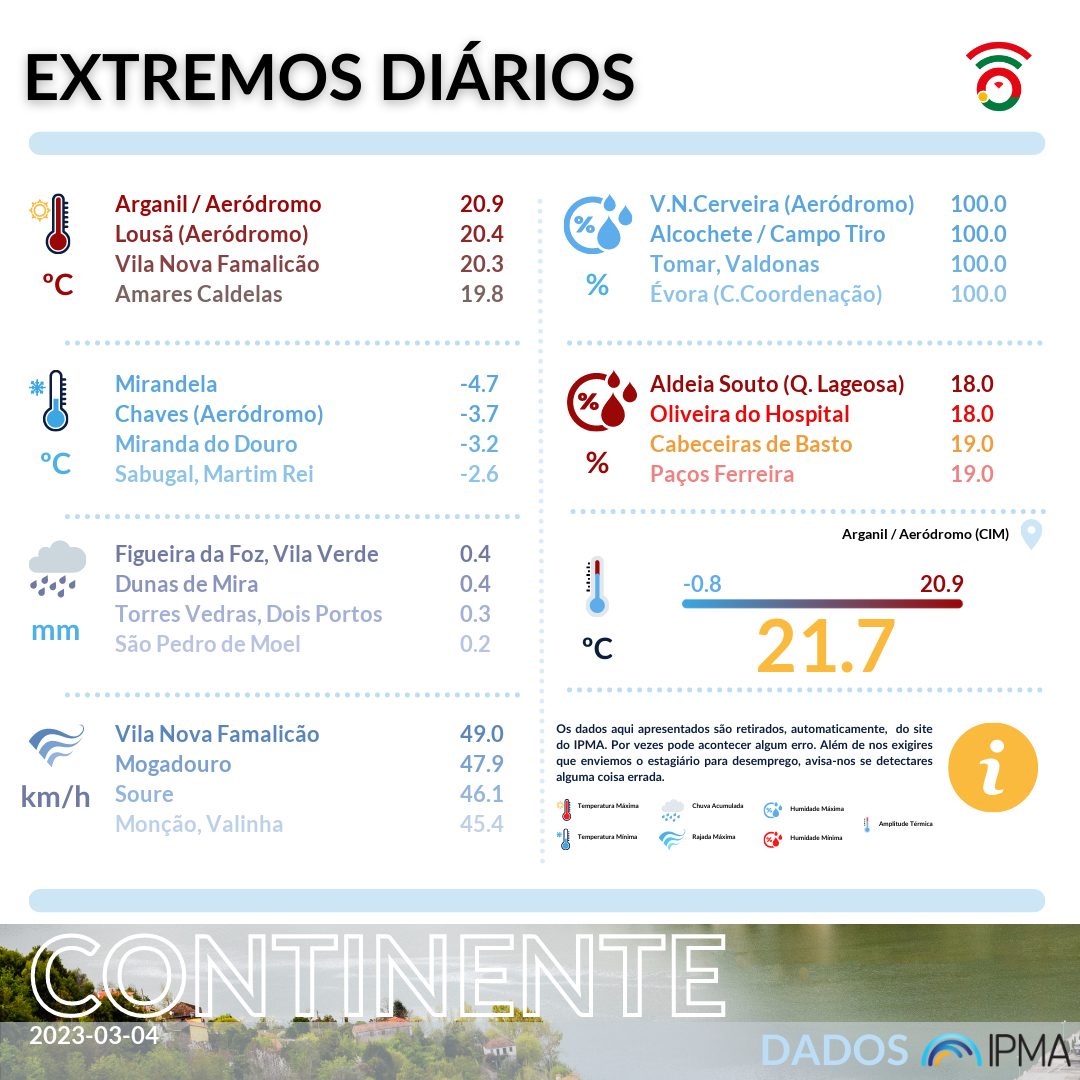 EXTREMOS DIÁRIOS
Arganil / Aeródromo 20.9
Lousã (Aeródromo) 20.4
Vila Nova Famalicão 20.3
Amares Caldelas 19.8
ºC
Mirandela -4.7
Chaves (Aeródromo) -3.7
Miranda do Douro -3.2
Sabugal, Martim Rei -2.6
ºC
Figueira da Foz, Vila Verde 0.4
Dunas de Mira 0.4
Torres Vedras, Dois Portos 0.3
São Pedro de Moel 0.2
mm
Vila Nova Famalicão 49.0
Mogadouro 47.9
Soure 46.1
Monção, Valinha 45.4
km/h
V.N.Cerveira (Aeródromo) 100.0
Alcochete / Campo Tiro 100.0
Tomar, Valdonas 100.0
Évora (C.Coordenação) 100.0
%
%
Aldeia Souto (Q. Lageosa) 18.0
Oliveira do Hospital 18.0
Cabeceiras de Basto 19.0
Paços Ferreira 19.0
%
%
Arganil / Aeródromo (CIM)
-0.8 20.9
21.7
ºC
Os dados aqui apresentados são retirados, automaticamente, do site
do IPMA. Por vezes pode acontecer algum erro. Além de nos exigires
que enviemos o estagiário para desemprego, avisa-nos se detectares
alguma coisa errada.
i
Temperatura Máxima Chuva Acumulada Humidade Máxima
Amplitude Térmica
Temperatura Mínima Rajada Máxima Humidade Mínima
CONTINENTE
2023-03-04
DADOS IPMA